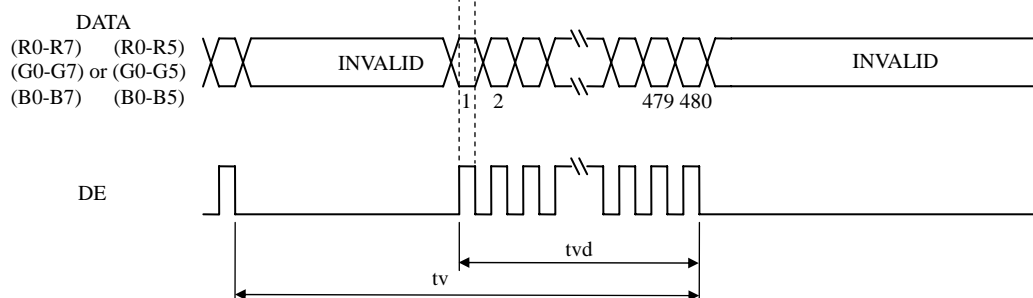 DATA
(R0-R7) (R0-R5)
(G0-G7) or (G0-G5)
(B0-B7) (B0-B5)
INVALID
INVALID
1 2 479 480
DE
tvd
tv